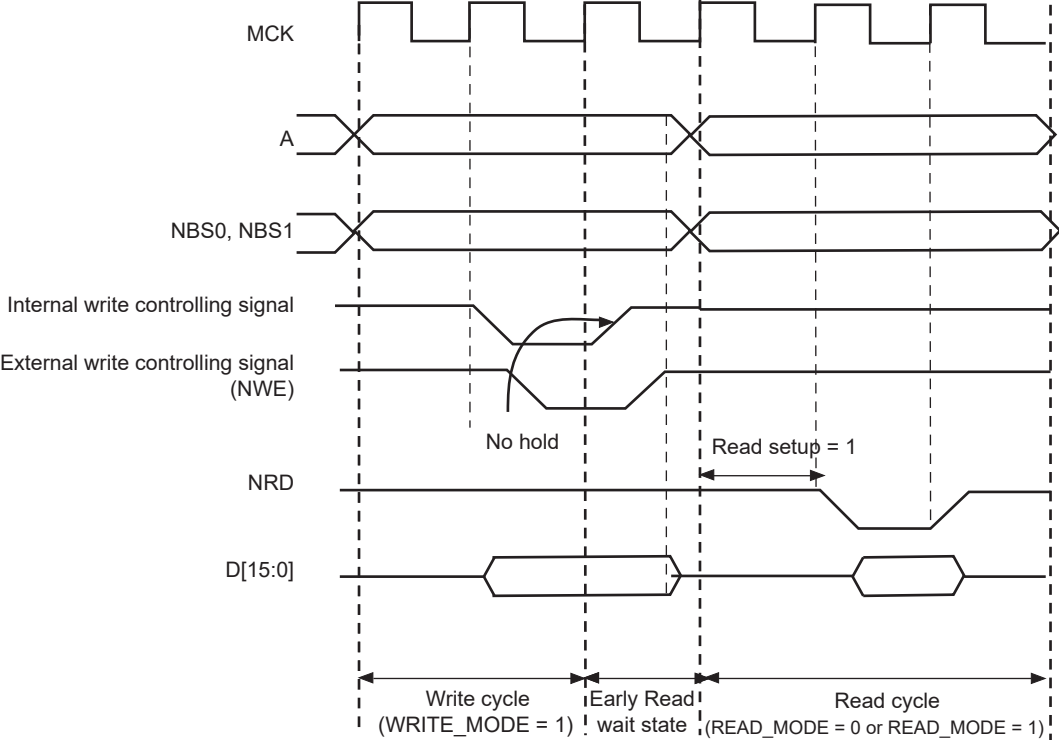 MCK
A
NBS0, NBS1
Internal write controlling signal
External write controlling signal
(NWE)
No hold
Read setup = 1
NRD
D[15:0]
Write cycle
(WRITE_MODE = 1)
Early Read
wait state
Read cycle
(READ_MODE = 0 or READ_MODE = 1)